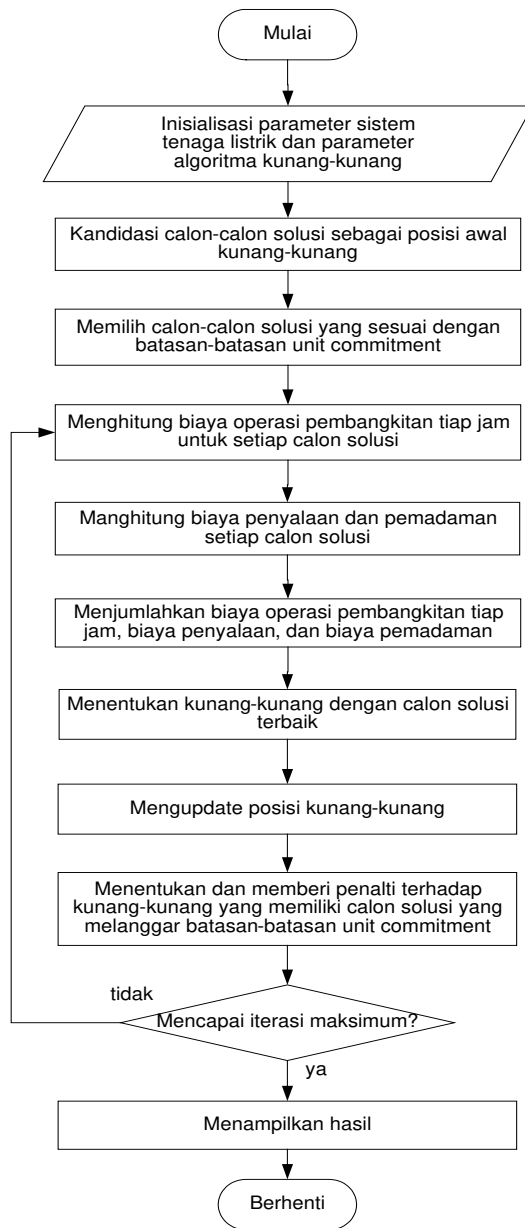 Mulai
Inisialisasi parameter sistem
tenaga listrik dan parameter
algoritma kunang-kunang
Kandidasi calon-calon solusi sebagai posisi awal
kunang-kunang
Memilih calon-calon solusi yang sesuai dengan
batasan-batasan unit commitment
Menghitung biaya operasi pembangkitan tiap jam
untuk setiap calon solusi
Manghitung biaya penyalaan dan pemadaman
setiap calon solusi
Menjumlahkan biaya operasi pembangkitan tiap
jam, biaya penyalaan, dan biaya pemadaman
Menentukan kunang-kunang dengan calon solusi
terbaik
Mengupdate posisi kunang-kunang
Menentukan dan memberi penalti terhadap
kunang-kunang yang memiliki calon solusi yang
melanggar batasan-batasan unit commitment
tidak
Mencapai iterasi maksimum?
ya
Menampilkan hasil
Berhenti